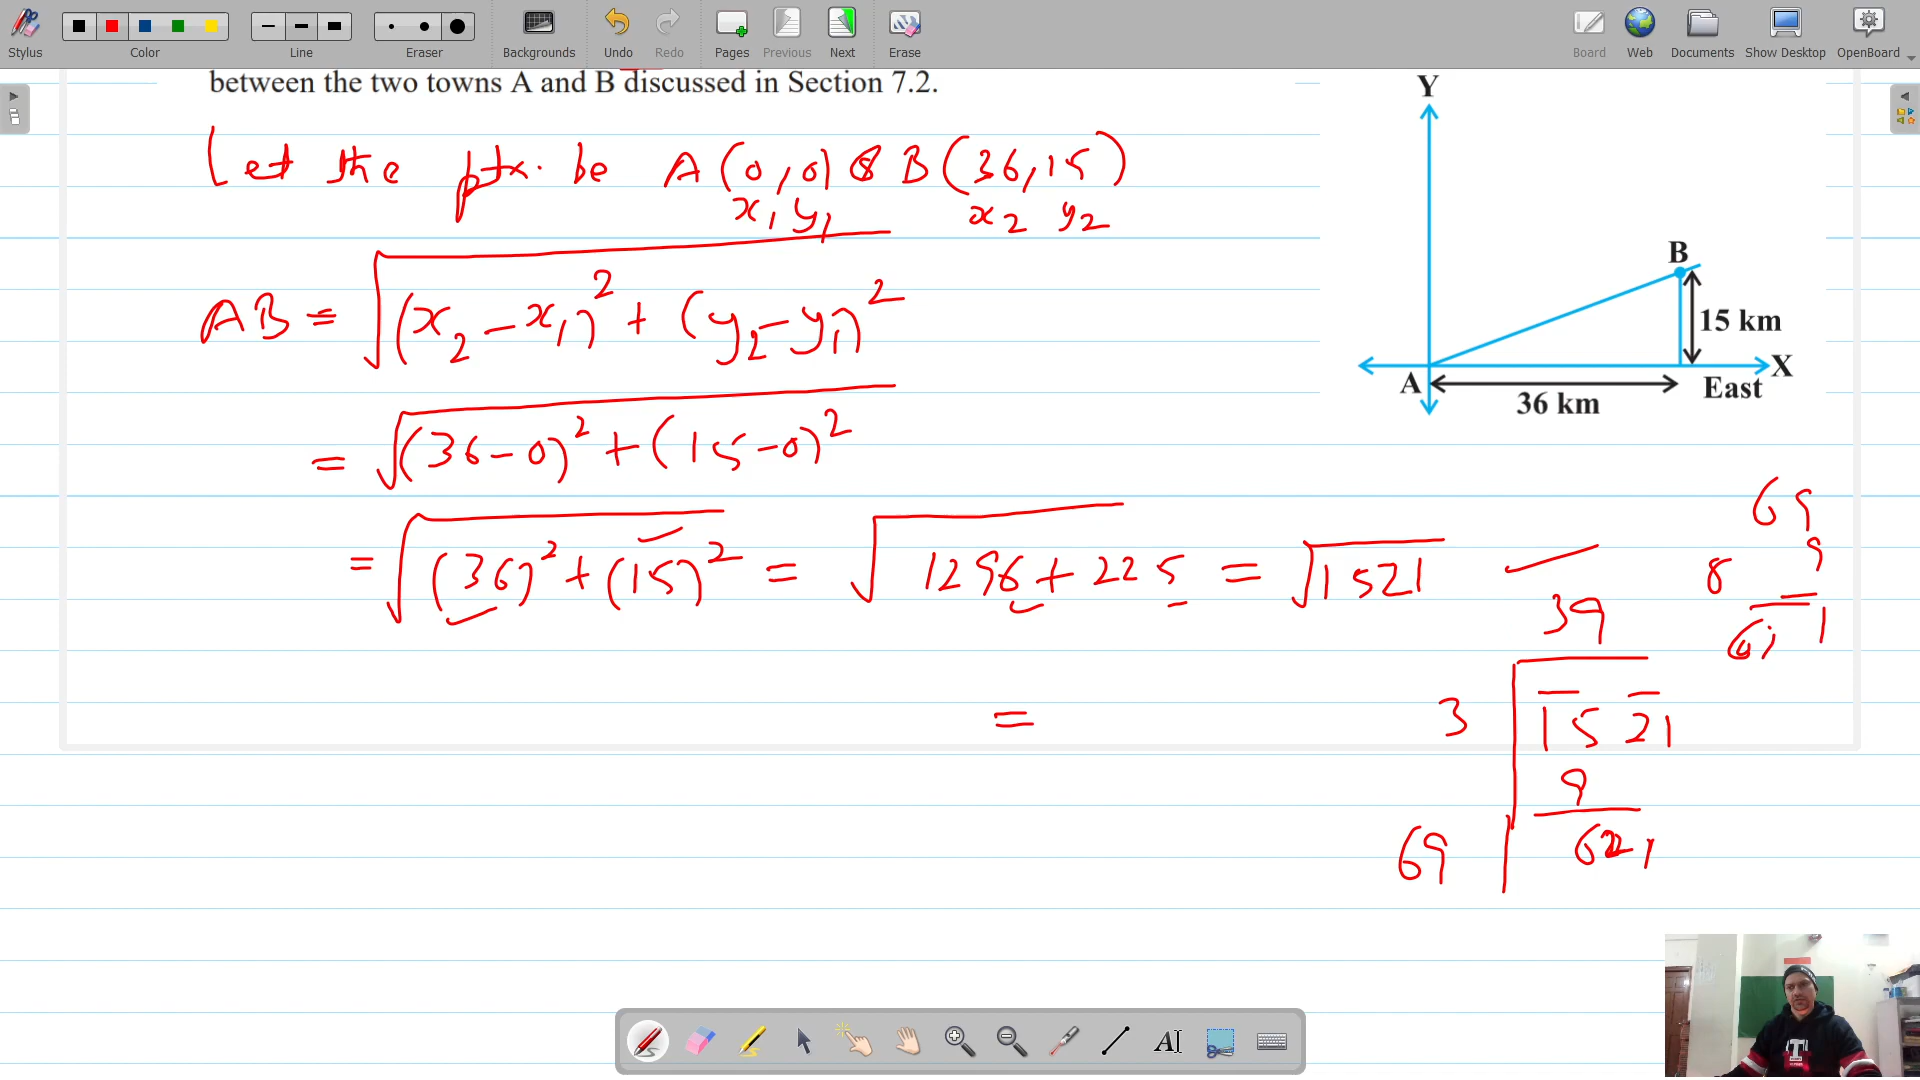 Stylus Color Line Eraser Backgrounds Undo Redo Pages Previous Next Erase Board Web Documents Show Desktop OpenBoard
between the two towns A and B discussed in Section 7.2.
Let the pts. be A(0,0) & B(36,15)
x₁ y₁ x₂ y₂
AB = √(x₂-x₁)² + (y₂-y₁)²
= √(36-0)² + (15-0)²
= √(36)² + (15)² = √1296+225 = √1521
=
Y
B
15 km
X
A
East
36 km
69
8 9
1
39
3 1521
9
69 621